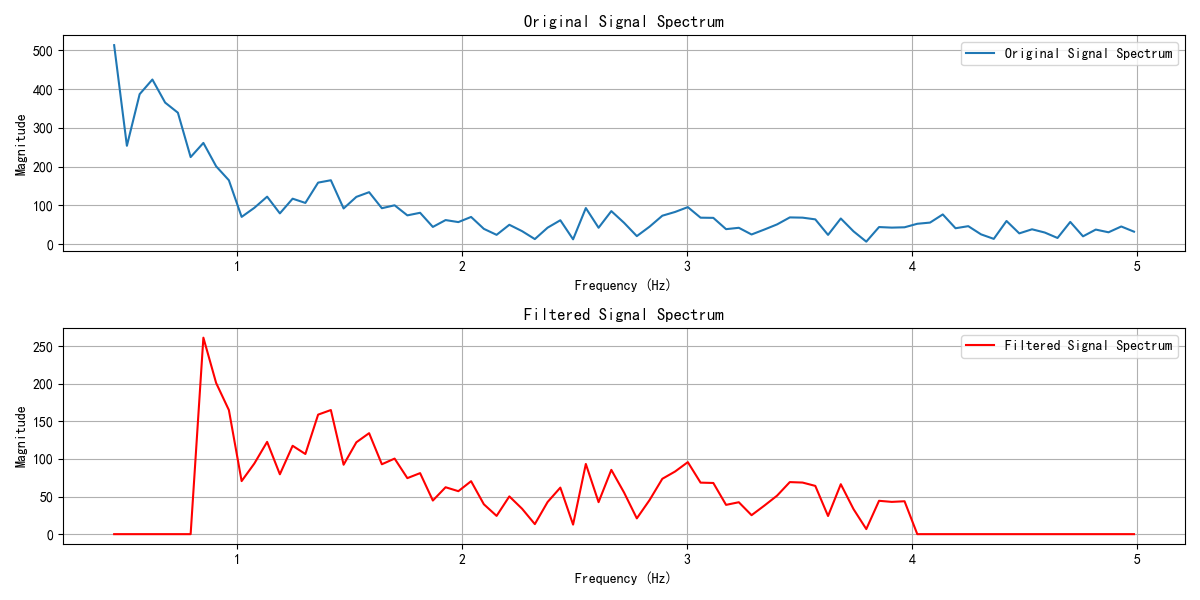 Original Signal Spectrum
Original Signal Spectrum
Magnitude
500
400
300
200
100
0
1 2 3 4 5
Frequency (Hz)
Filtered Signal Spectrum
Filtered Signal Spectrum
Magnitude
250
200
150
100
50
0
1 2 3 4 5
Frequency (Hz)